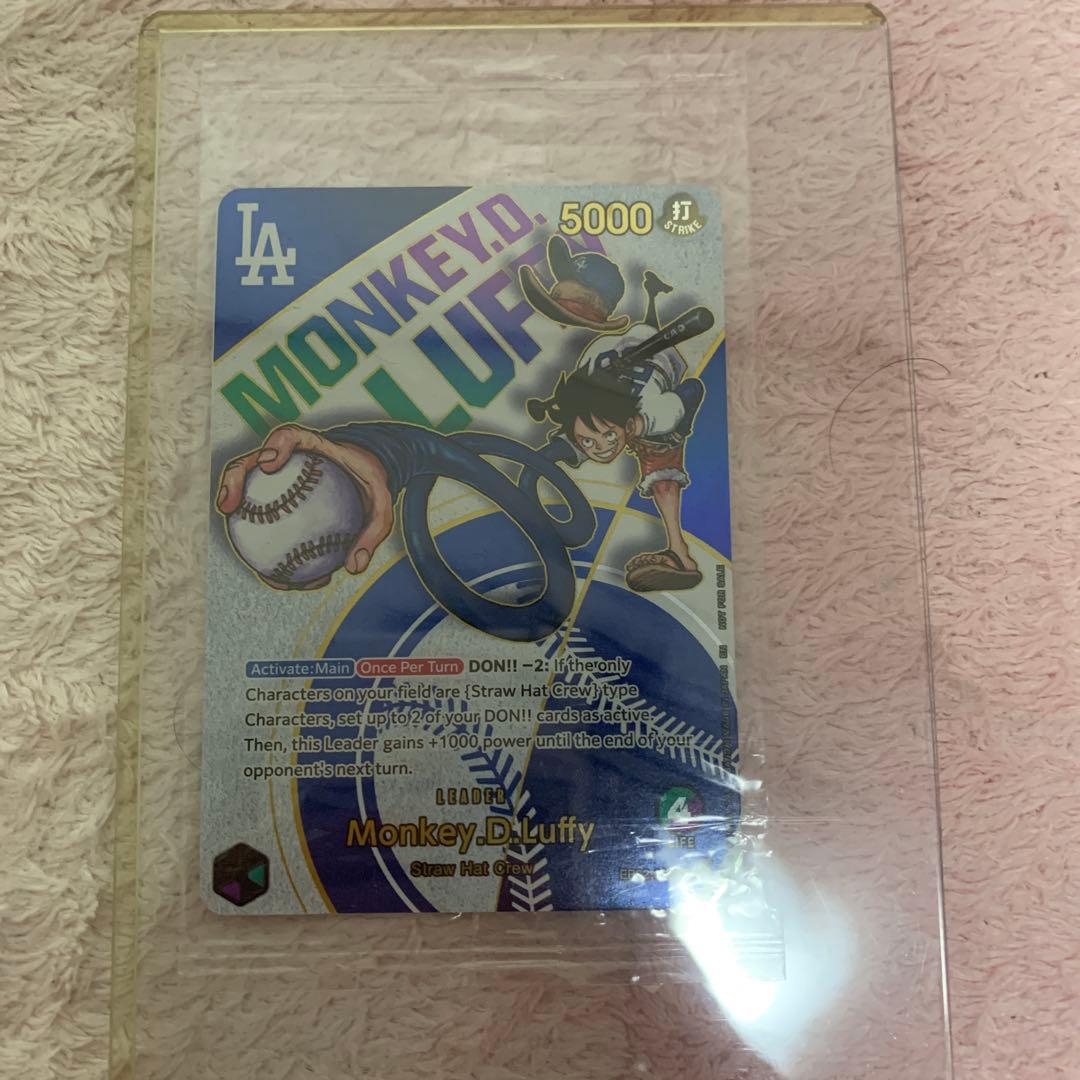 LA
MONKEY.D.
5000
打
STRIKE
NOT FOR SALE
EN
Activate:Main Once Per Turn DON!! −2: If the only
Characters on your field are {Straw Hat Crew} type
Characters, set up to 2 of your DON!! cards as active.
Then, this Leader gains +1000 power until the end of your
opponent's next turn.
LEADER
4
Monkey.D.Luffy
Straw Hat Crew